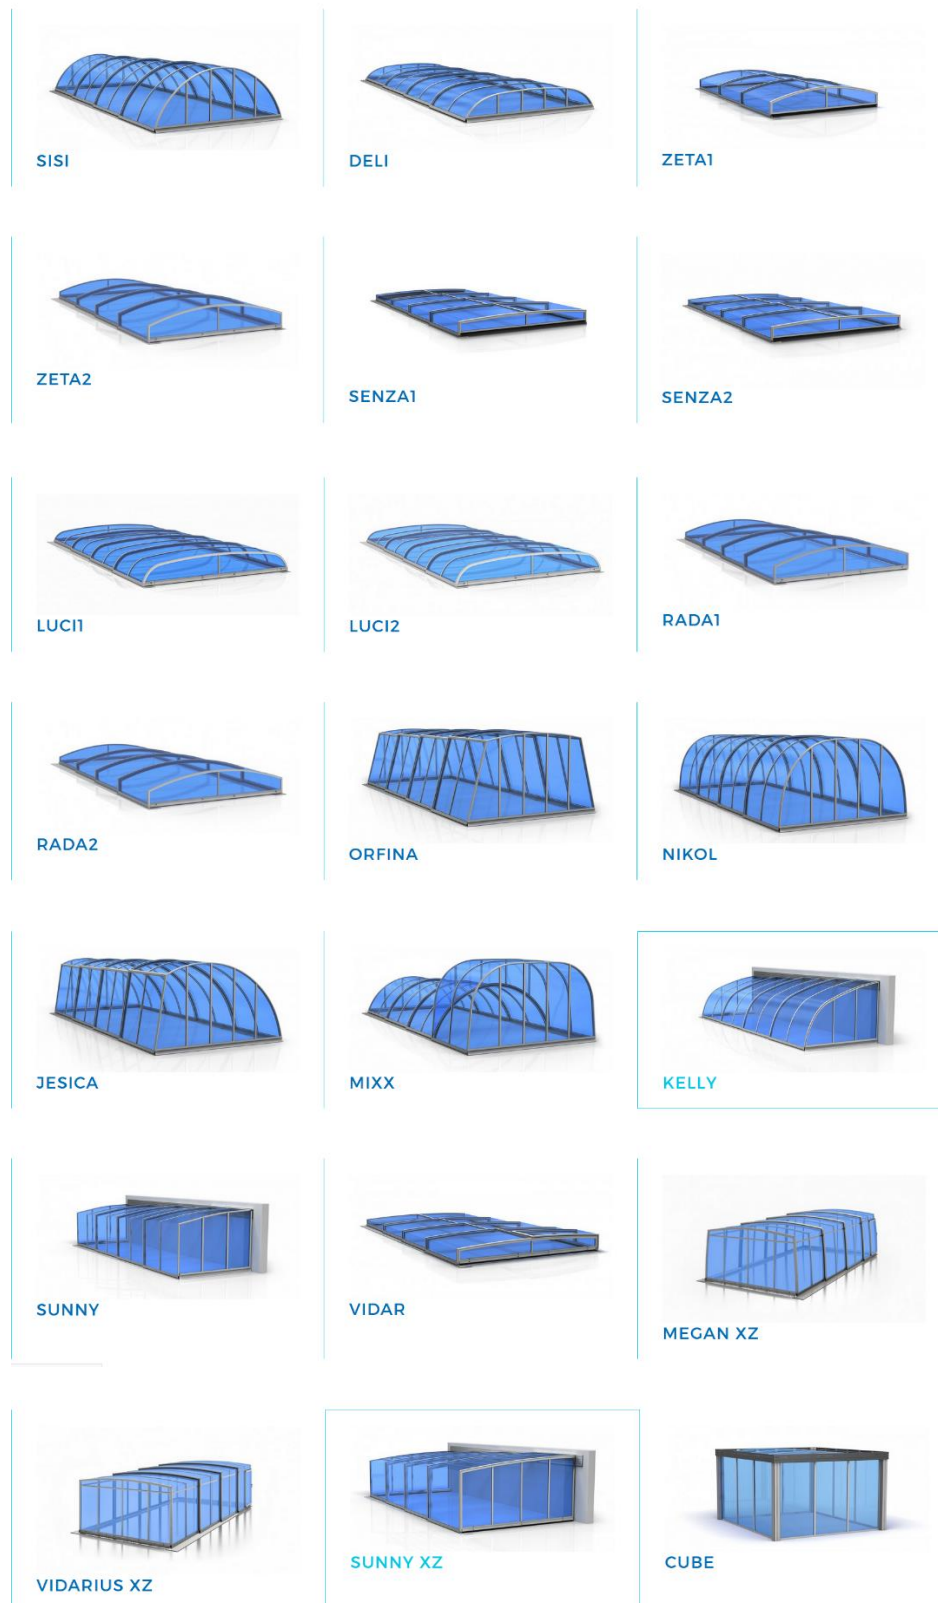 SISI
DELI
ZETA1
ZETA2
SENZA1
SENZA2
LUCI1
LUCI2
RADA1
RADA2
ORFINA
NIKOL
JESICA
MIXX
KELLY
SUNNY
VIDAR
MEGAN XZ
VIDARIUS XZ
SUNNY XZ
CUBE